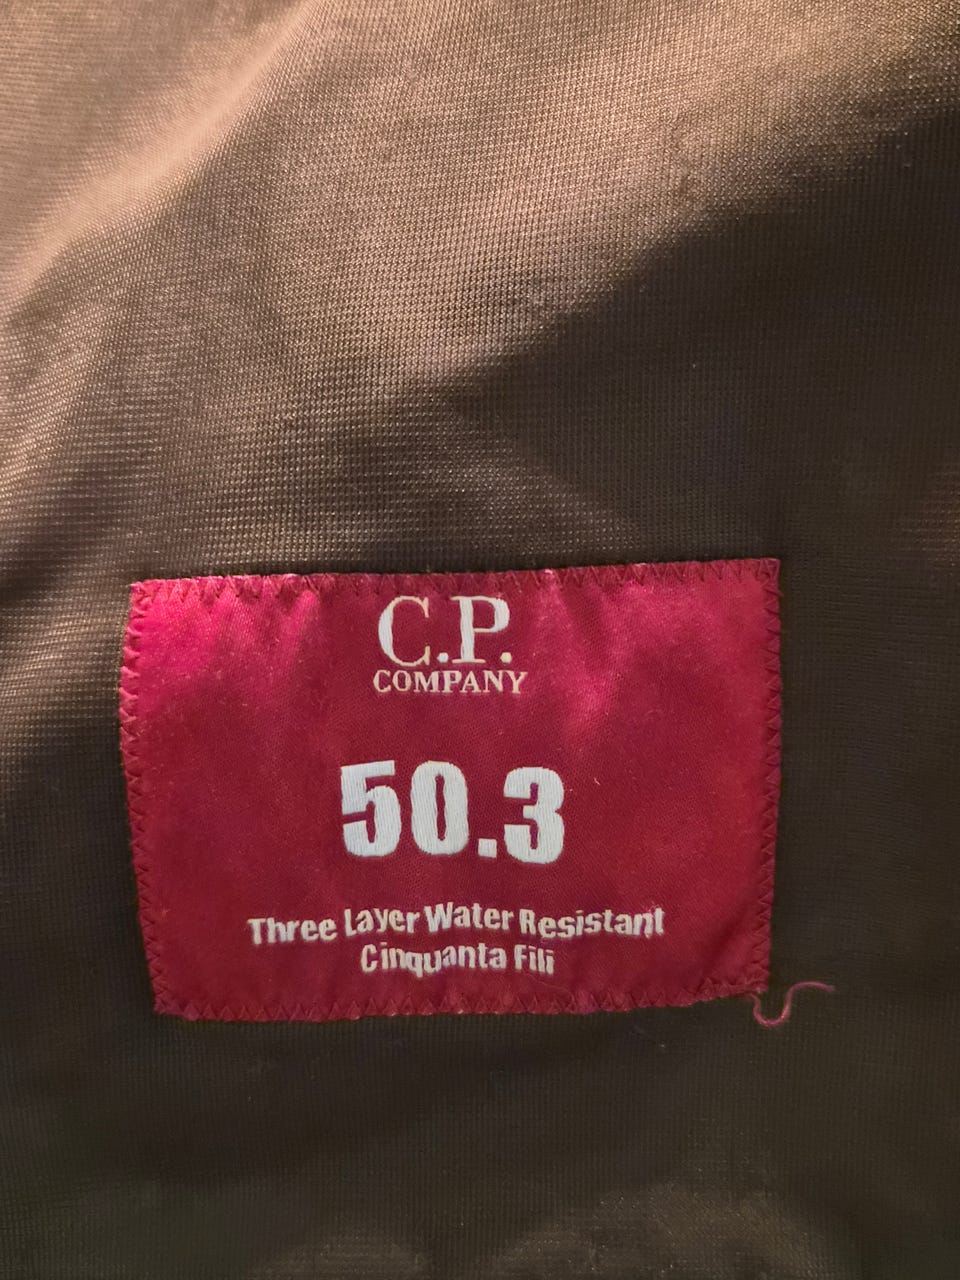 C.P.
COMPANY
50.3
Three Layer Water Resistant
Cinquanta Fili